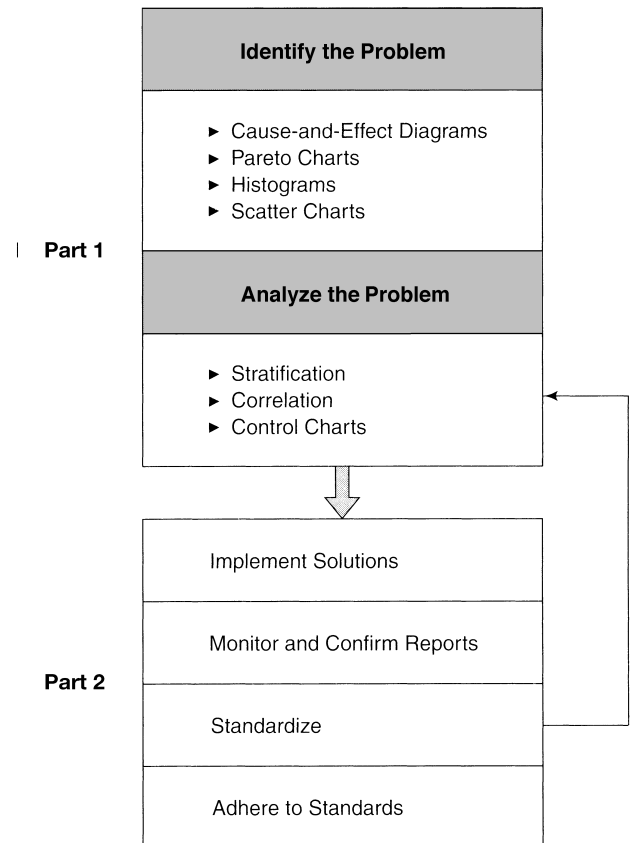 Identify the Problem
► Cause-and-Effect Diagrams
► Pareto Charts
► Histograms
► Scatter Charts
Part 1
Analyze the Problem
► Stratification
► Correlation
► Control Charts
Implement Solutions
Monitor and Confirm Reports
Part 2
Standardize
Adhere to Standards